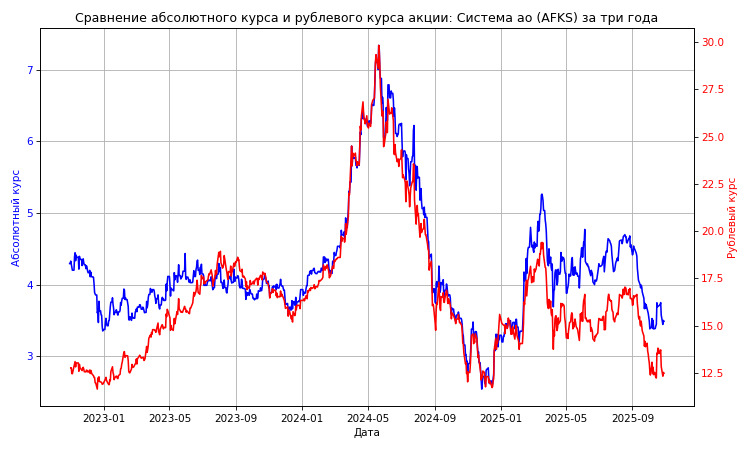 Сравнение абсолютного курса и рублевого курса акции: Система ао (AFKS) за три года
Абсолютный курс
7
6
5
4
3
30.0
27.5
25.0
22.5
20.0
17.5
15.0
12.5
Рублевый курс
2023-01 2023-05 2023-09 2024-01 2024-05 2024-09 2025-01 2025-05 2025-09
Дата